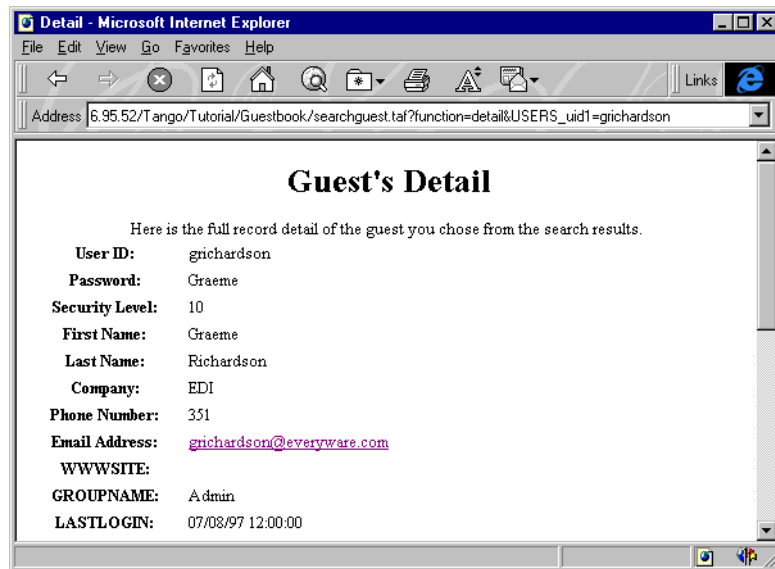 Detail - Microsoft Internet Explorer
File Edit View Go Favorites Help
Links
Address 6.95.52/Tango/Tutorial/Guestbook/searchguest.taf?function=detail&USERS_uid1=grichardson
Guest's Detail
Here is the full record detail of the guest you chose from the search results.
User ID: grichardson
Password: Graeme
Security Level: 10
First Name: Graeme
Last Name: Richardson
Company: EDI
Phone Number: 351
Email Address: grichardson@everyware.com
WWWSITE:
GROUPNAME: Admin
LASTLOGIN: 07/08/97 12:00:00